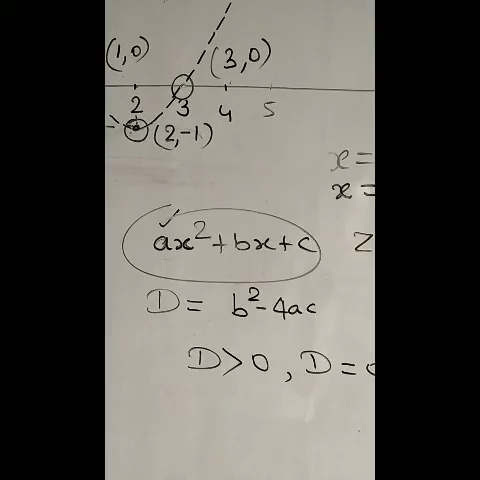 (1,0) (3,0)
2 3 4 5
(2,-1)
x=
x=
ax²+bx+c Z
D= b²-4ac
D>0, D=